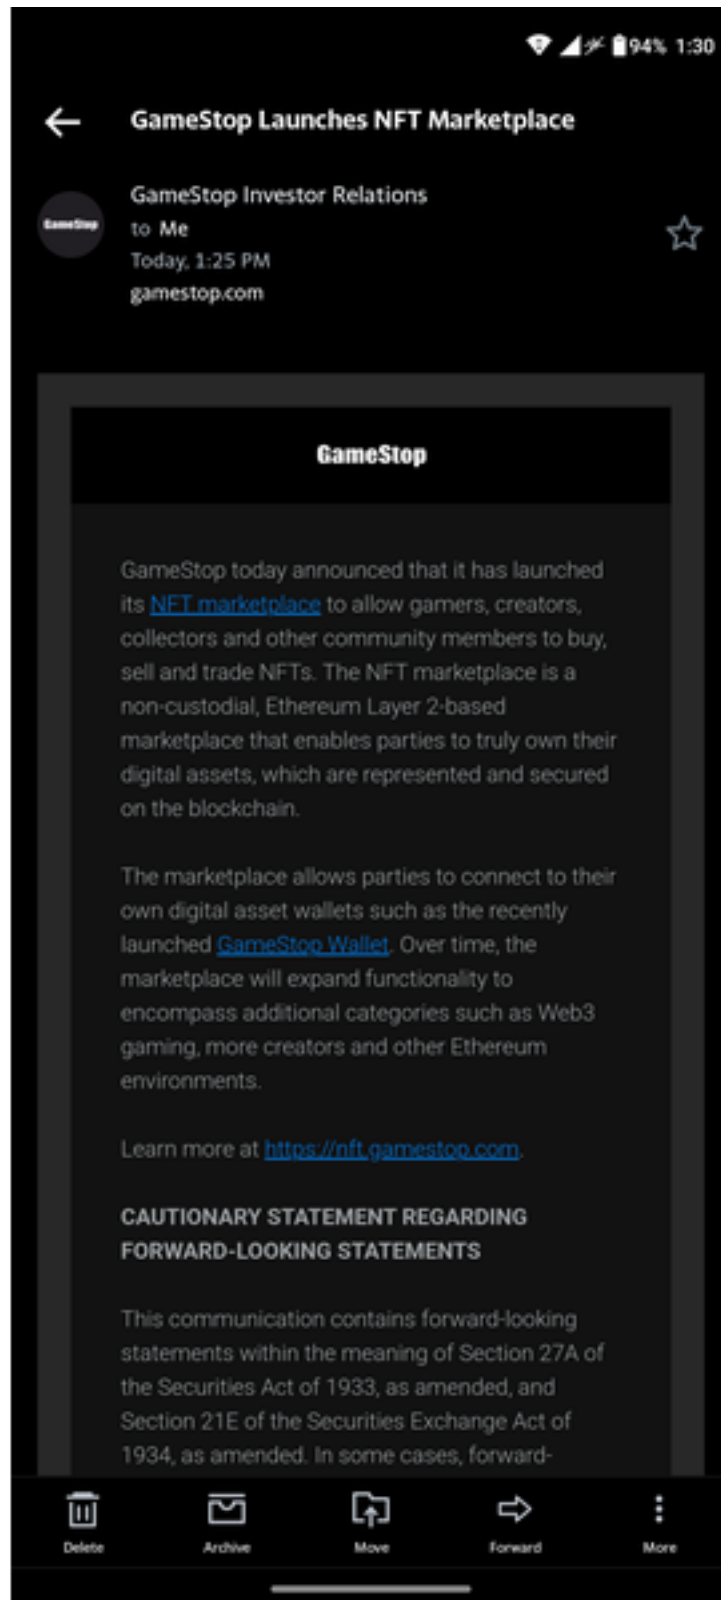 94% 1:30
GameStop Launches NFT Marketplace
GameStop Investor Relations
to Me
Today, 1:25 PM
gamestop.com
GameStop
GameStop
GameStop today announced that it has launched
its NFT marketplace to allow gamers, creators,
collectors and other community members to buy,
sell and trade NFTs. The NFT marketplace is a
non-custodial, Ethereum Layer 2-based
marketplace that enables parties to truly own their
digital assets, which are represented and secured
on the blockchain.
The marketplace allows parties to connect to their
own digital asset wallets such as the recently
launched GameStop Wallet. Over time, the
marketplace will expand functionality to
encompass additional categories such as Web3
gaming, more creators and other Ethereum
environments.
Learn more at https://nft.gamestop.com.
CAUTIONARY STATEMENT REGARDING
FORWARD-LOOKING STATEMENTS
This communication contains forward-looking
statements within the meaning of Section 27A of
the Securities Act of 1933, as amended, and
Section 21E of the Securities Exchange Act of
1934, as amended. In some cases, forward-
Delete Archive Move Forward More